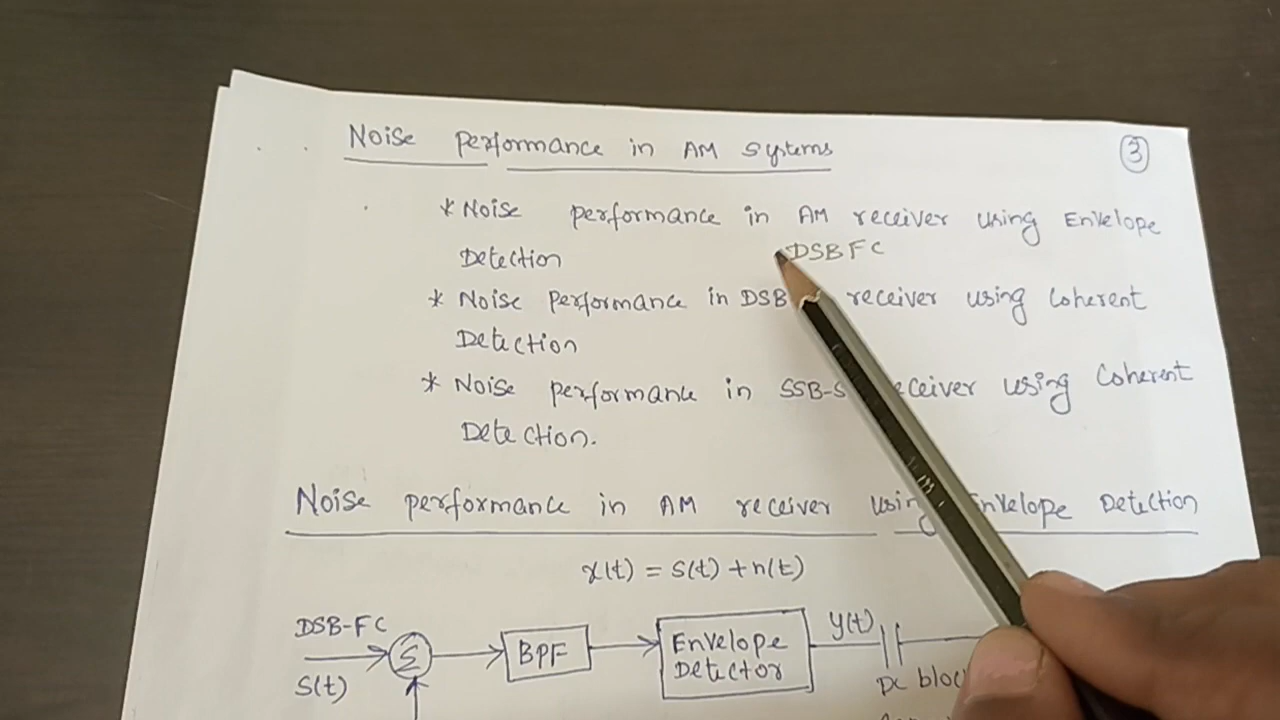 Noise performance in AM Systems
3
* Noise performance in AM receiver using Envelope
Detection DSBFC
* Noise performance in DSB receiver using Coherent
Detection
* Noise performance in SSB-S receiver using Coherent
Detection.
Noise performance in AM receiver using Envelope Detection
x(t) = s(t) + n(t)
DSB-FC
s(t)
Σ
BPF
Envelope
Detector
y(t)
DC block